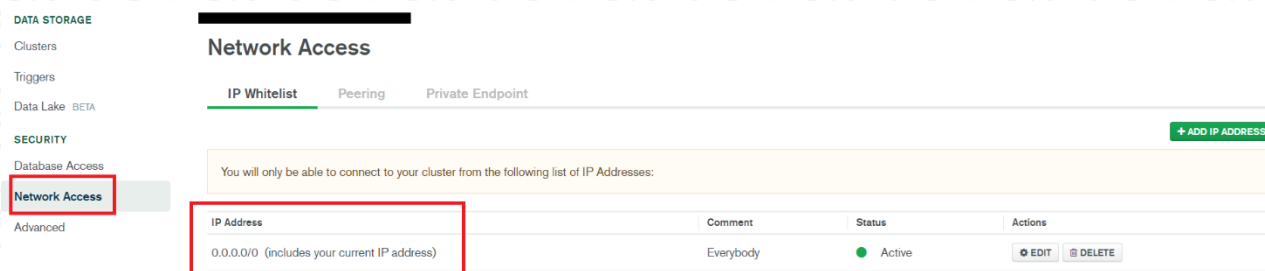 DATA STORAGE
Clusters
Triggers
Data Lake BETA
SECURITY
Database Access
Network Access
Advanced
Network Access
IP Whitelist Peering Private Endpoint
+ ADD IP ADDRESS
You will only be able to connect to your cluster from the following list of IP Addresses:
IP Address Comment Status Actions
0.0.0.0/0 (includes your current IP address) Everybody Active EDIT DELETE